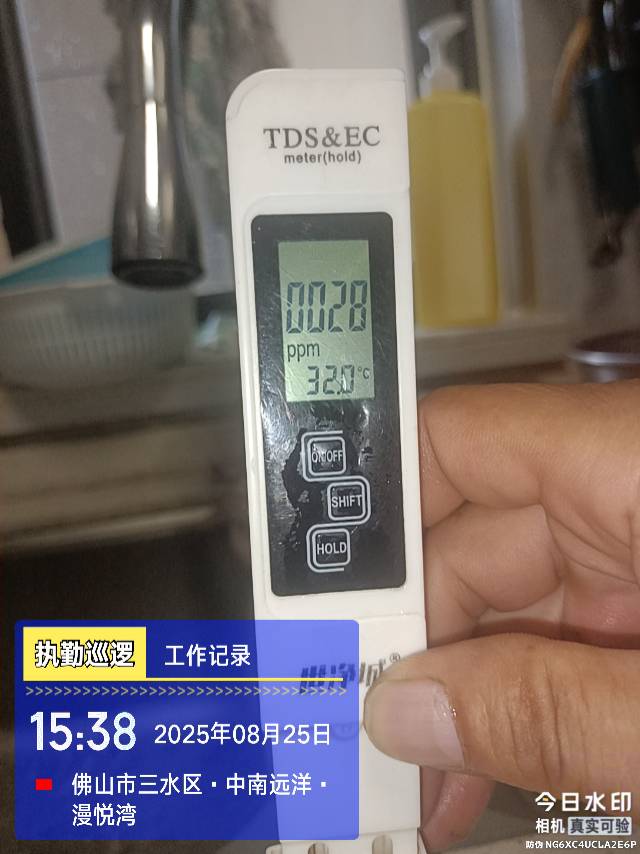 TDS&EC
meter(hold)
0028
ppm
32.0°C
ON/OFF
SHIFT
HOLD
净城®
执勤巡逻 工作记录
15:38 2025年08月25日
佛山市三水区·中南远洋·
漫悦湾
今日水印
相机 真实可验
防伪 NG6XC4UCLA2E6P